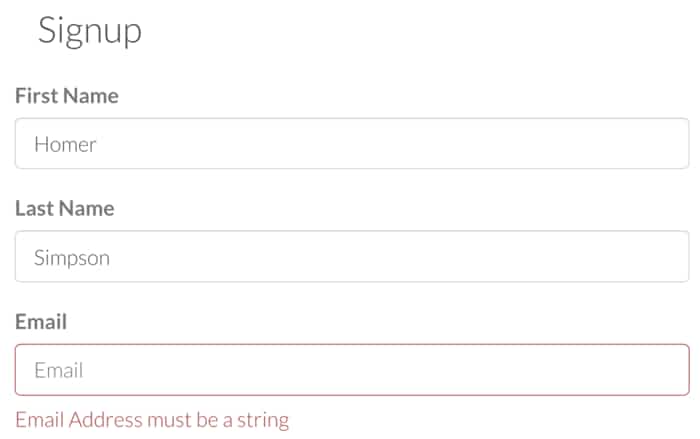 Signup
First Name
Homer
Last Name
Simpson
Email
Email
Email Address must be a string